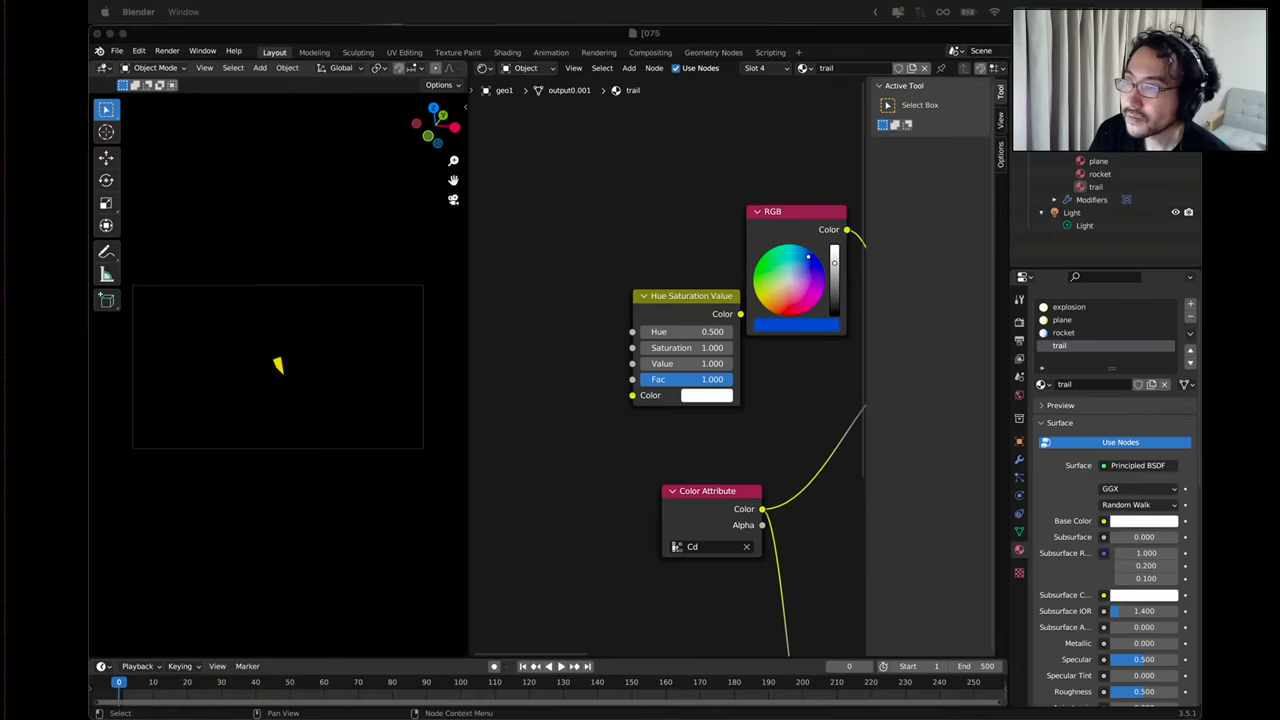 Blender Window
[075
File Edit Render Window Help Layout Modeling Sculpting UV Editing Texture Paint Shading Animation Rendering Compositing Geometry Nodes Scripting + Scene
Object Mode View Select Add Object Global Object View Select Add Node Use Nodes Slot 4 trail
Options
geo1 output0.001 trail
Active Tool
Select Box
Tool
View
Options
Z
Y
X
RGB
Color
Hue Saturation Value
Color
Hue 0.500
Saturation 1.000
Value 1.000
Fac 1.000
Color
Color Attribute
Color
Alpha
Cd
plane
rocket
trail
Modifiers
Light
Light
explosion
plane
rocket
trail
trail
Preview
Surface
Use Nodes
Surface Principled BSDF
GGX
Random Walk
Base Color
Subsurface 0.000
Subsurface R... 1.000
0.200
0.100
Subsurface C...
Subsurface IOR 1.400
Subsurface A... 0.000
Metallic 0.000
Specular 0.500
Specular Tint 0.000
Roughness 0.500
Playback Keying View Marker 0 Start 1 End 500
0 10 20 30 40 50 60 70 80 90 100 110 120 130 140 150 160 170 180 190 200 210 220 230 240 250
Select Pan View Node Context Menu 3.5.1